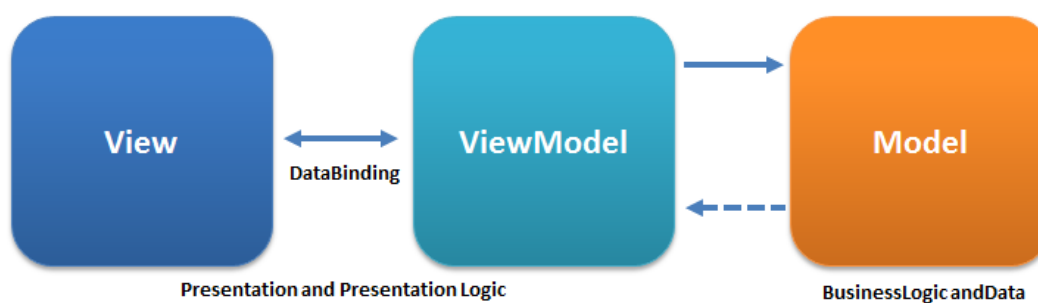 View
ViewModel
Model
DataBinding
Presentation and Presentation Logic
BusinessLogic andData